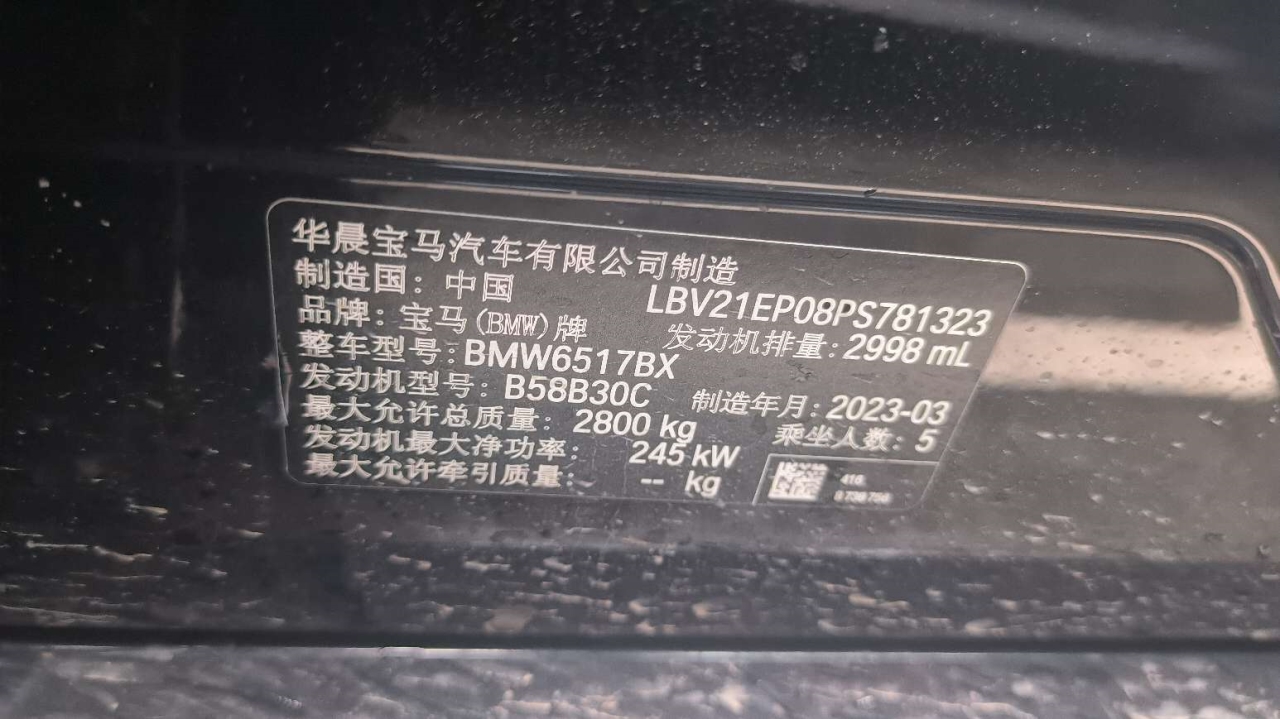 华晨宝马汽车有限公司制造
制造国：中国
LBV21EP08PS781323
品牌：宝马(BMW)牌
发动机排量：2998 mL
整车型号：BMW6517BX
发动机型号：B58B30C
制造年月：2023-03
最大允许总质量：2800 kg
乘坐人数：5
发动机最大净功率：245 kW
最大允许牵引质量：-- kg
416